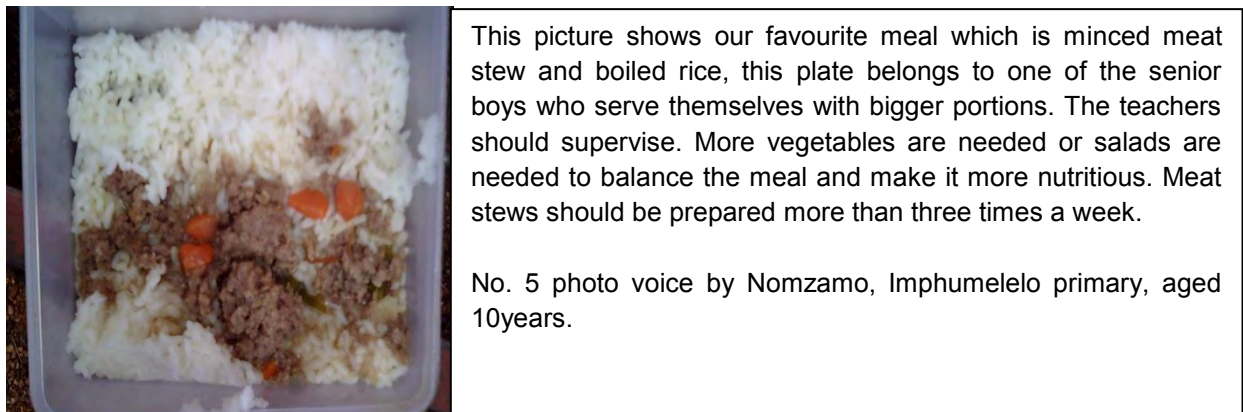 This picture shows our favourite meal which is minced meat
stew and boiled rice, this plate belongs to one of the senior
boys who serve themselves with bigger portions. The teachers
should supervise. More vegetables are needed or salads are
needed to balance the meal and make it more nutritious. Meat
stews should be prepared more than three times a week.
No. 5 photo voice by Nomzamo, Imphumelelo primary, aged
10years.